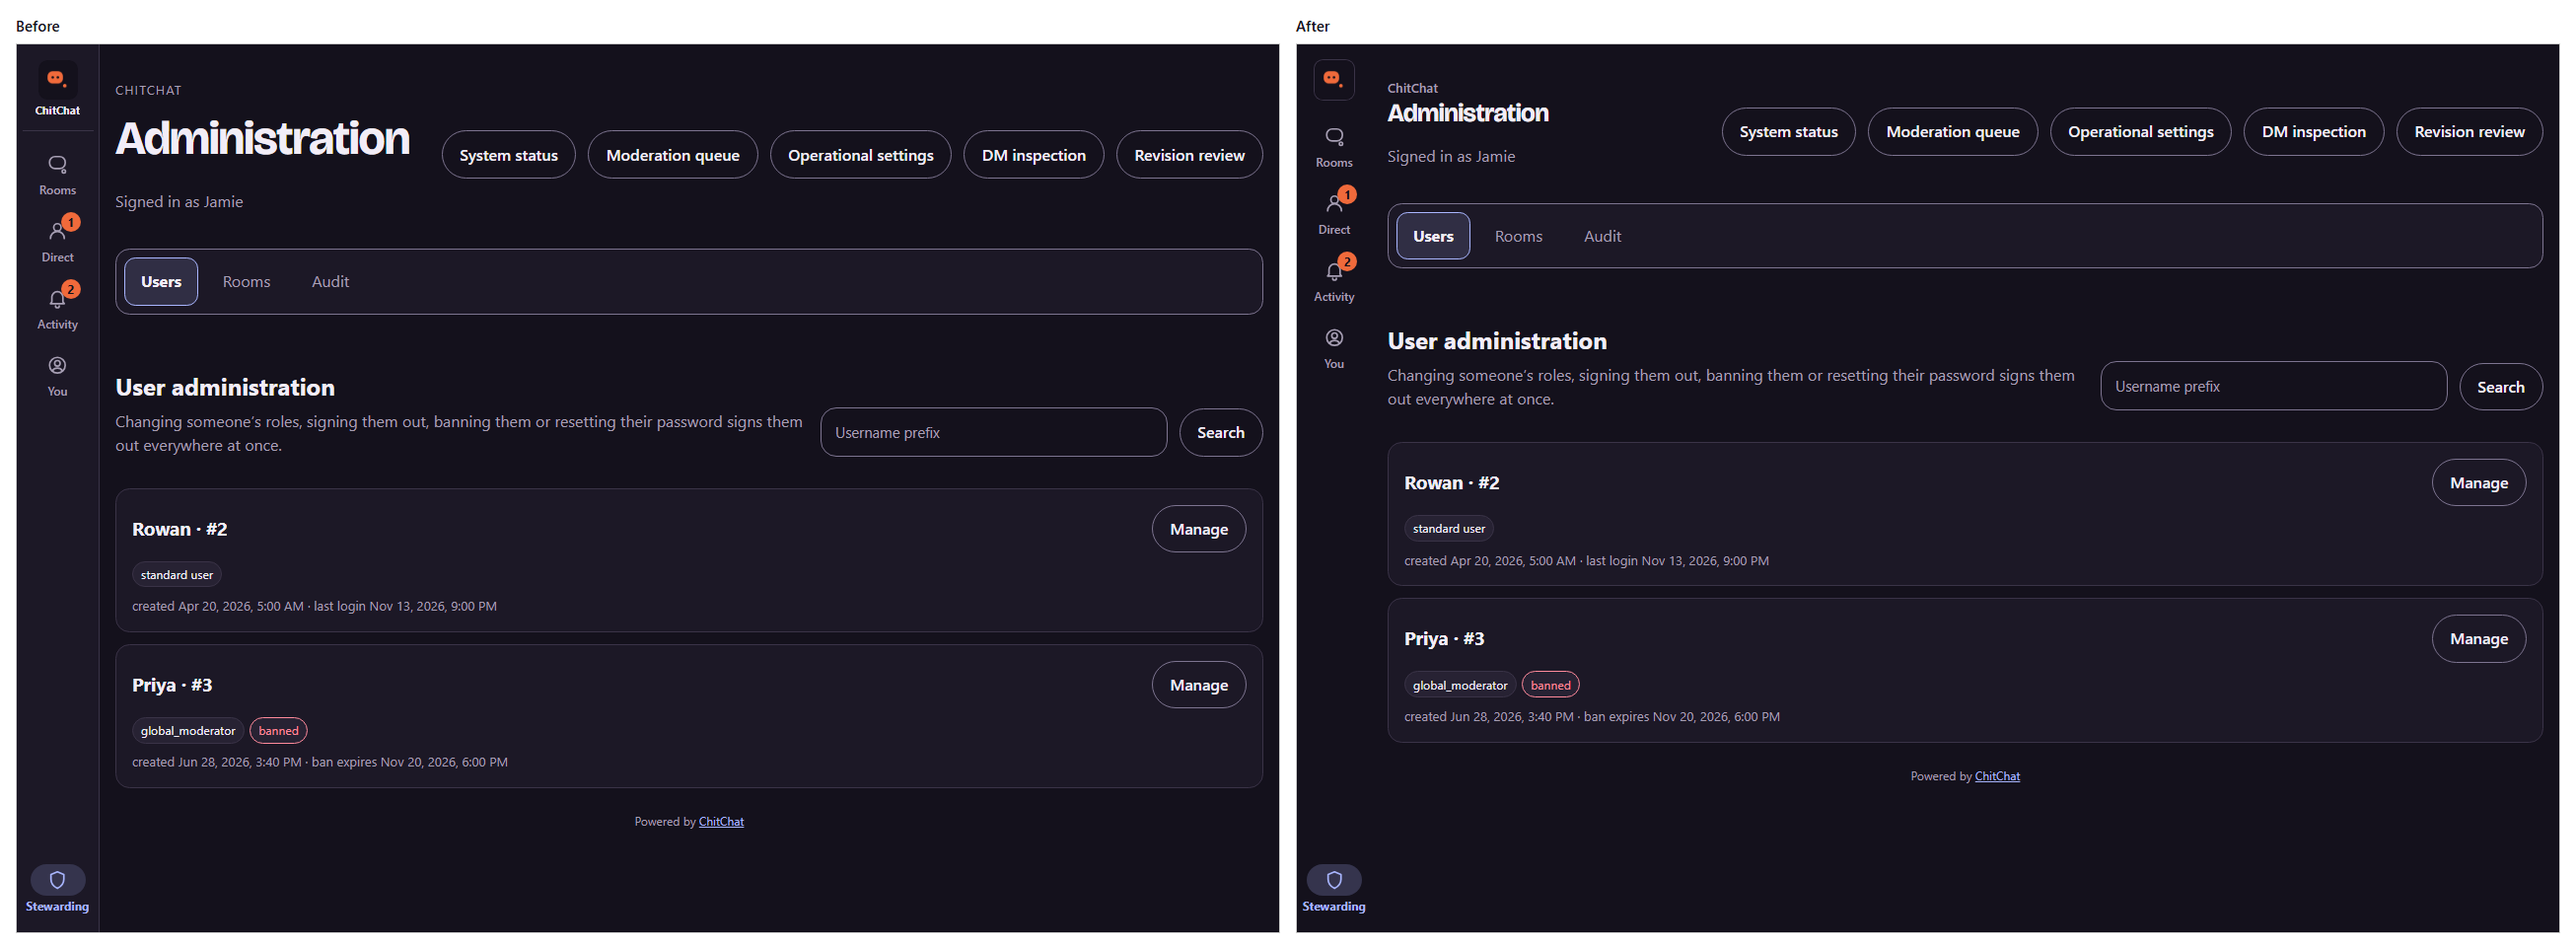 Before
ChitChat
Rooms
1
Direct
2
Activity
You
Stewarding
CHITCHAT
Administration
System status
Moderation queue
Operational settings
DM inspection
Revision review
Signed in as Jamie
Users
Rooms
Audit
User administration
Changing someone's roles, signing them out, banning them or resetting their password signs them
out everywhere at once.
Username prefix
Search
Rowan · #2
Manage
standard user
created Apr 20, 2026, 5:00 AM · last login Nov 13, 2026, 9:00 PM
Priya · #3
Manage
global_moderator
banned
created Jun 28, 2026, 3:40 PM · ban expires Nov 20, 2026, 6:00 PM
Powered by ChitChat
After
Rooms
1
Direct
2
Activity
You
Stewarding
ChitChat
Administration
System status
Moderation queue
Operational settings
DM inspection
Revision review
Signed in as Jamie
Users
Rooms
Audit
User administration
Changing someone's roles, signing them out, banning them or resetting their password signs them
out everywhere at once.
Username prefix
Search
Rowan · #2
Manage
standard user
created Apr 20, 2026, 5:00 AM · last login Nov 13, 2026, 9:00 PM
Priya · #3
Manage
global_moderator
banned
created Jun 28, 2026, 3:40 PM · ban expires Nov 20, 2026, 6:00 PM
Powered by ChitChat